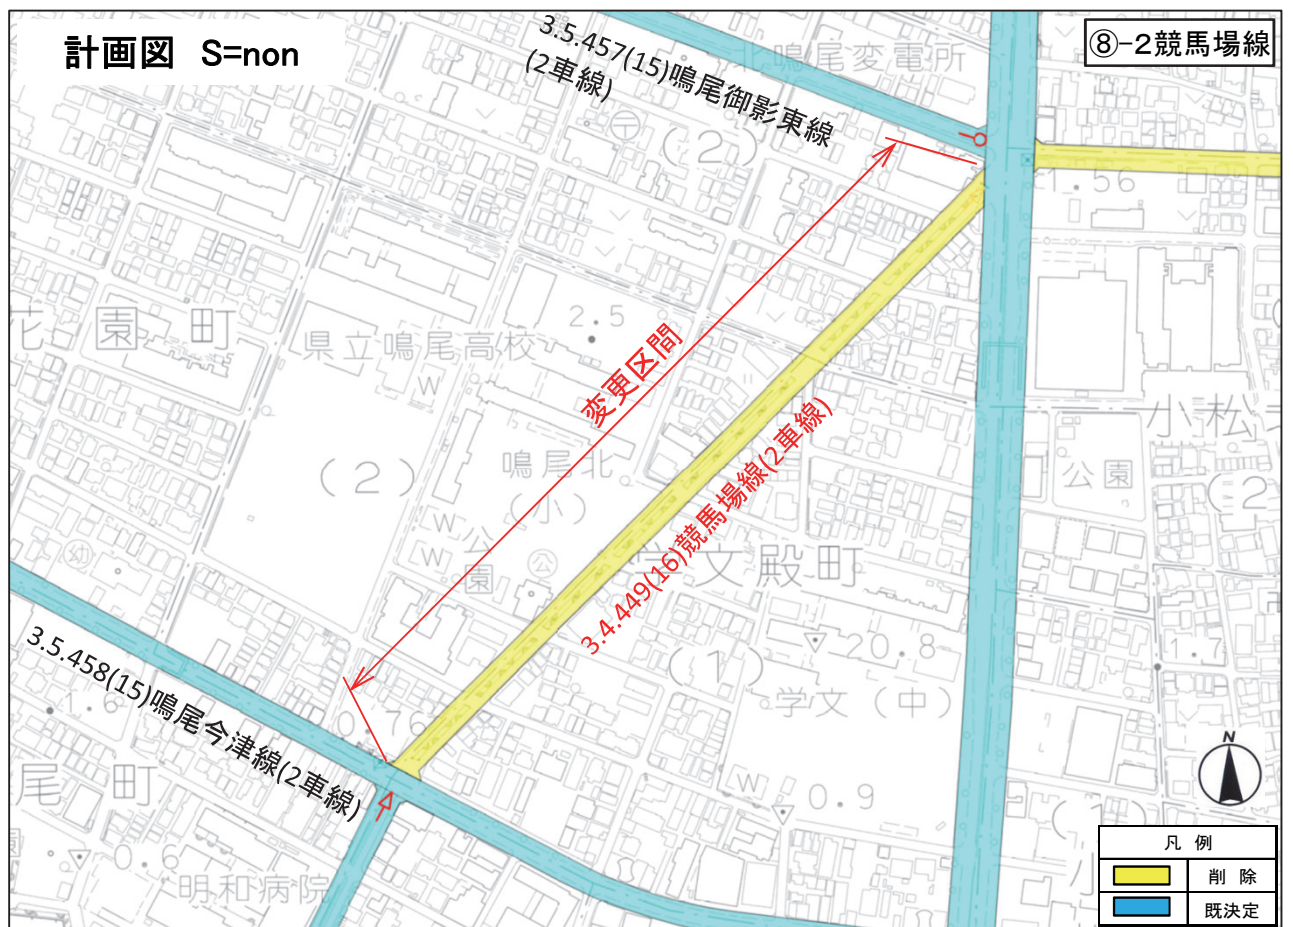 計画図 S=non
⑧-2競馬場線
3.5.457(15)鳴尾御影東線
(2車線)
北鳴尾変電所
(2)
1.56
花園町
県立鳴尾高校
2.5
W
変更区間
小松
(2)
鳴尾北
(小)
公園
(2
W
W
公園
公
幼
学文殿町
3.4.449(16)競馬場線(2車線)
20.8
(1)
1.7
学文(中)
3.5.458(15)鳴尾今津線(2車線)
1.6
0.76
N
尾町
W
0.9
(1)
0.6
明和病院
凡 例
削 除
既決定